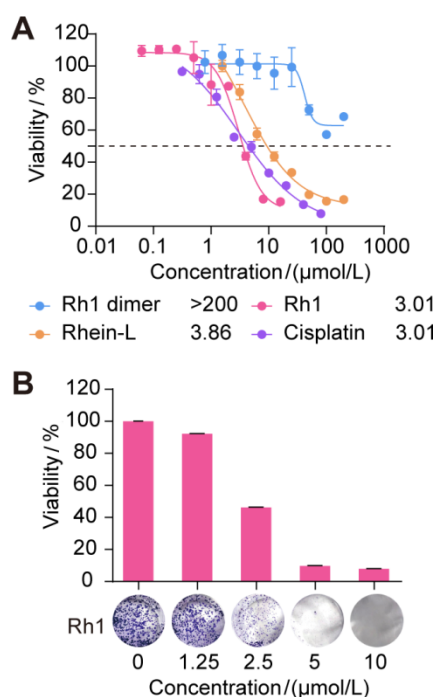 A
120
100
80
60
40
20
0
Viability / %
0.01 0.1 1 10 100 1000
Concentration/(μmol/L)
Rh1 dimer >200 Rh1 3.01
Rhein-L 3.86 Cisplatin 3.01
B
120
100
80
60
40
20
0
Viability / %
Rh1
0 1.25 2.5 5 10
Concentration/(μmol/L)